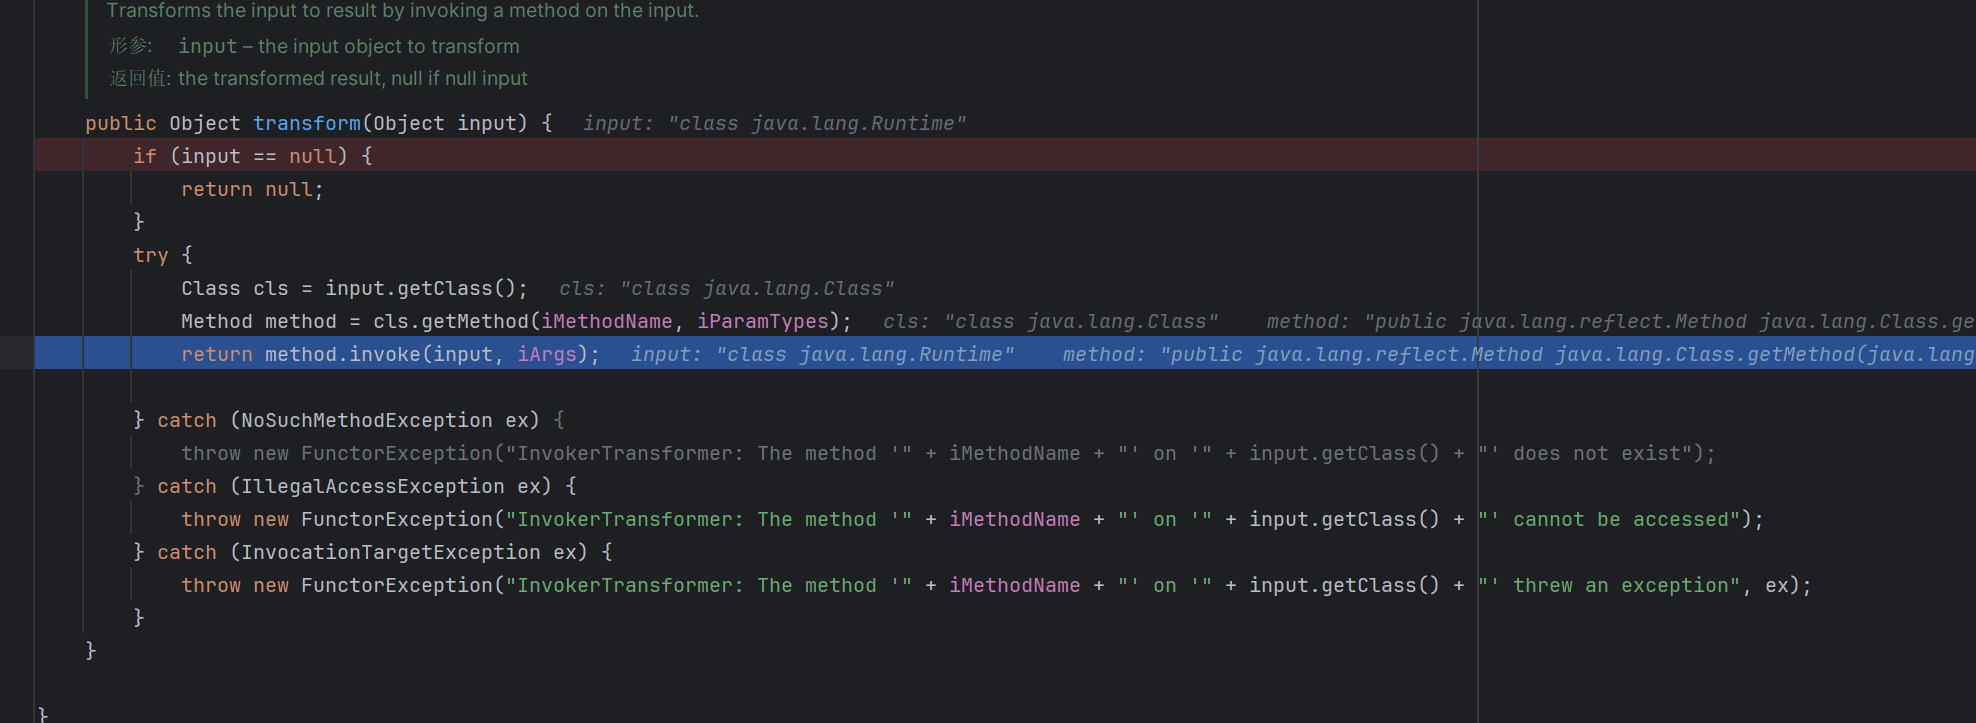 Transforms the input to result by invoking a method on the input.
形参: input – the input object to transform
返回值: the transformed result, null if null input
public Object transform(Object input) { input: "class java.lang.Runtime"
if (input == null) {
return null;
}
try {
Class cls = input.getClass(); cls: "class java.lang.Class"
Method method = cls.getMethod(iMethodName, iParamTypes); cls: "class java.lang.Class" method: "public java.lang.reflect.Method java.lang.Class.ge
return method.invoke(input, iArgs); input: "class java.lang.Runtime" method: "public java.lang.reflect.Method java.lang.Class.getMethod(java.lang
} catch (NoSuchMethodException ex) {
throw new FunctorException("InvokerTransformer: The method '" + iMethodName + "' on '" + input.getClass() + "' does not exist");
} catch (IllegalAccessException ex) {
throw new FunctorException("InvokerTransformer: The method '" + iMethodName + "' on '" + input.getClass() + "' cannot be accessed");
} catch (InvocationTargetException ex) {
throw new FunctorException("InvokerTransformer: The method '" + iMethodName + "' on '" + input.getClass() + "' threw an exception", ex);
}
}
}